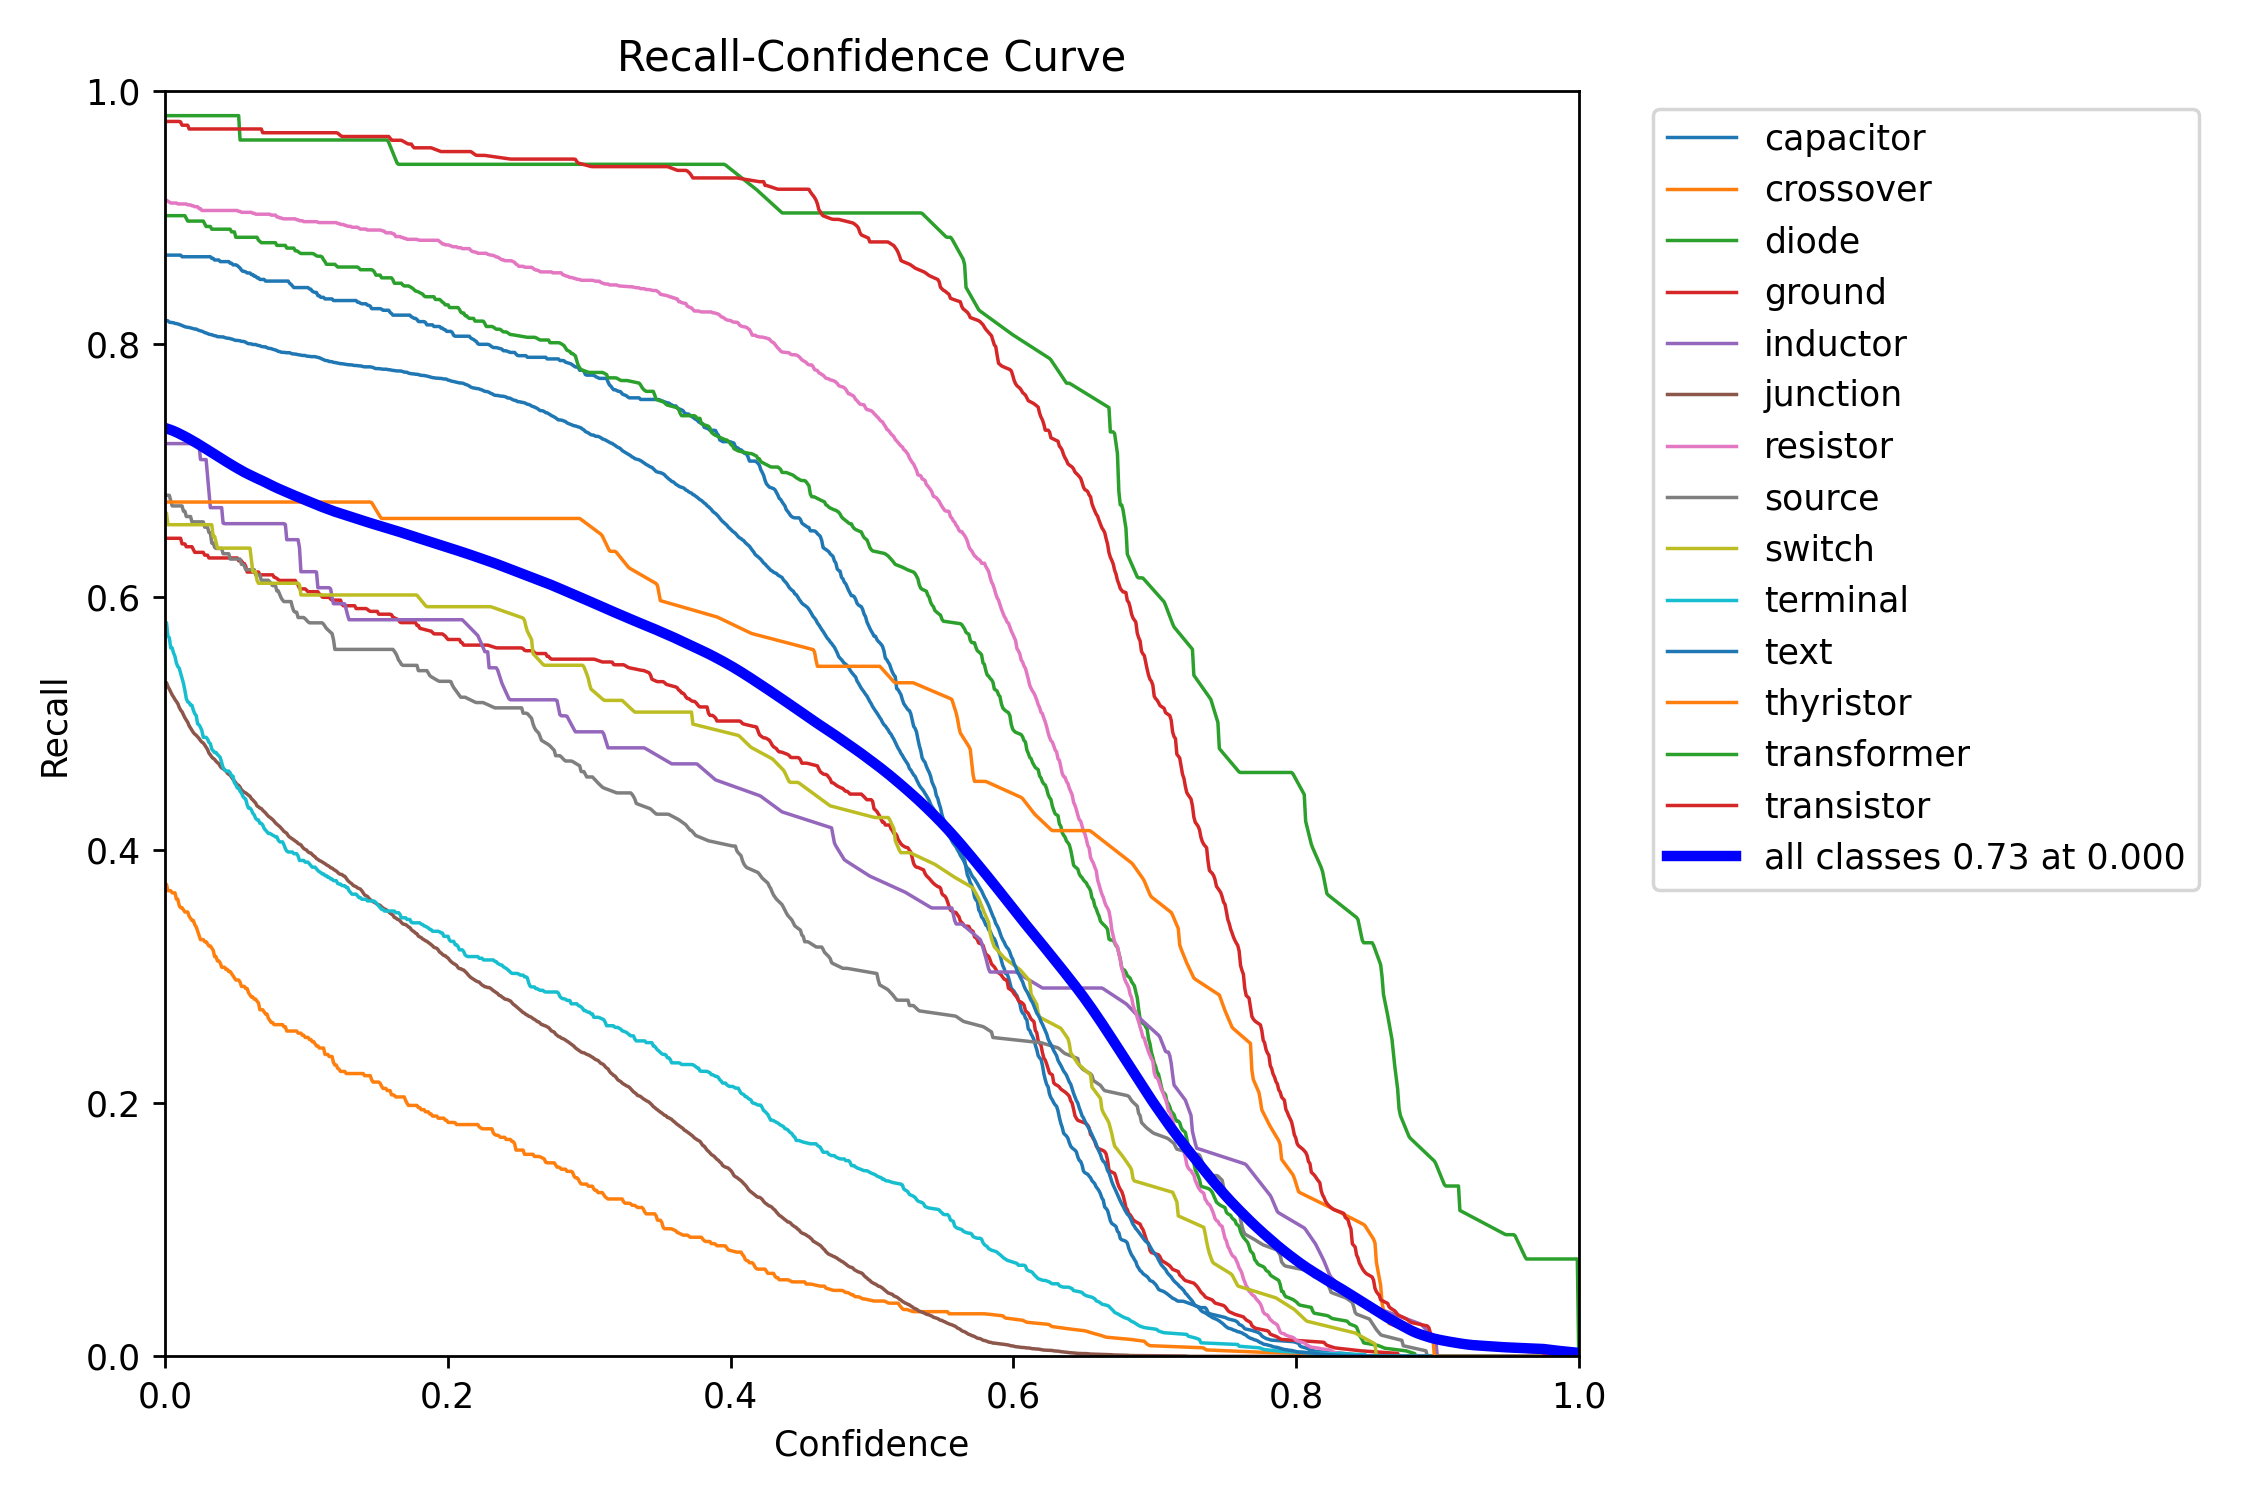 Recall-Confidence Curve
1.0
0.8
0.6
0.4
0.2
0.0
Recall
0.0 0.2 0.4 0.6 0.8 1.0
Confidence
capacitor
crossover
diode
ground
inductor
junction
resistor
source
switch
terminal
text
thyristor
transformer
transistor
all classes 0.73 at 0.000